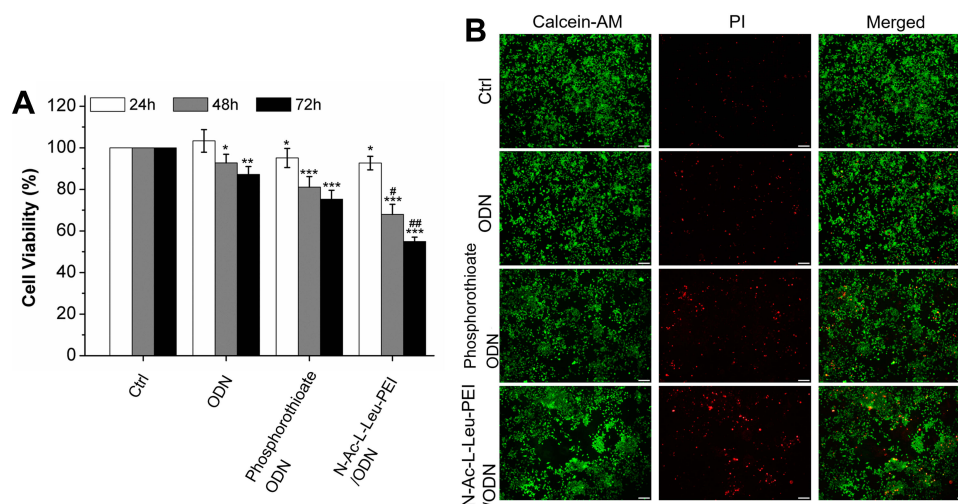 A
24h 48h 72h
120
100
80
60
40
20
0
Cell Viability (%)
* ** * *** *** * # *** ## ***
Ctrl
ODN
Phosphorothioate
ODN
N-Ac-L-Leu-PEI
/ODN
B
Calcein-AM PI Merged
Ctrl
ODN
Phosphorothioate
ODN
N-Ac-L-Leu-PEI
/ODN